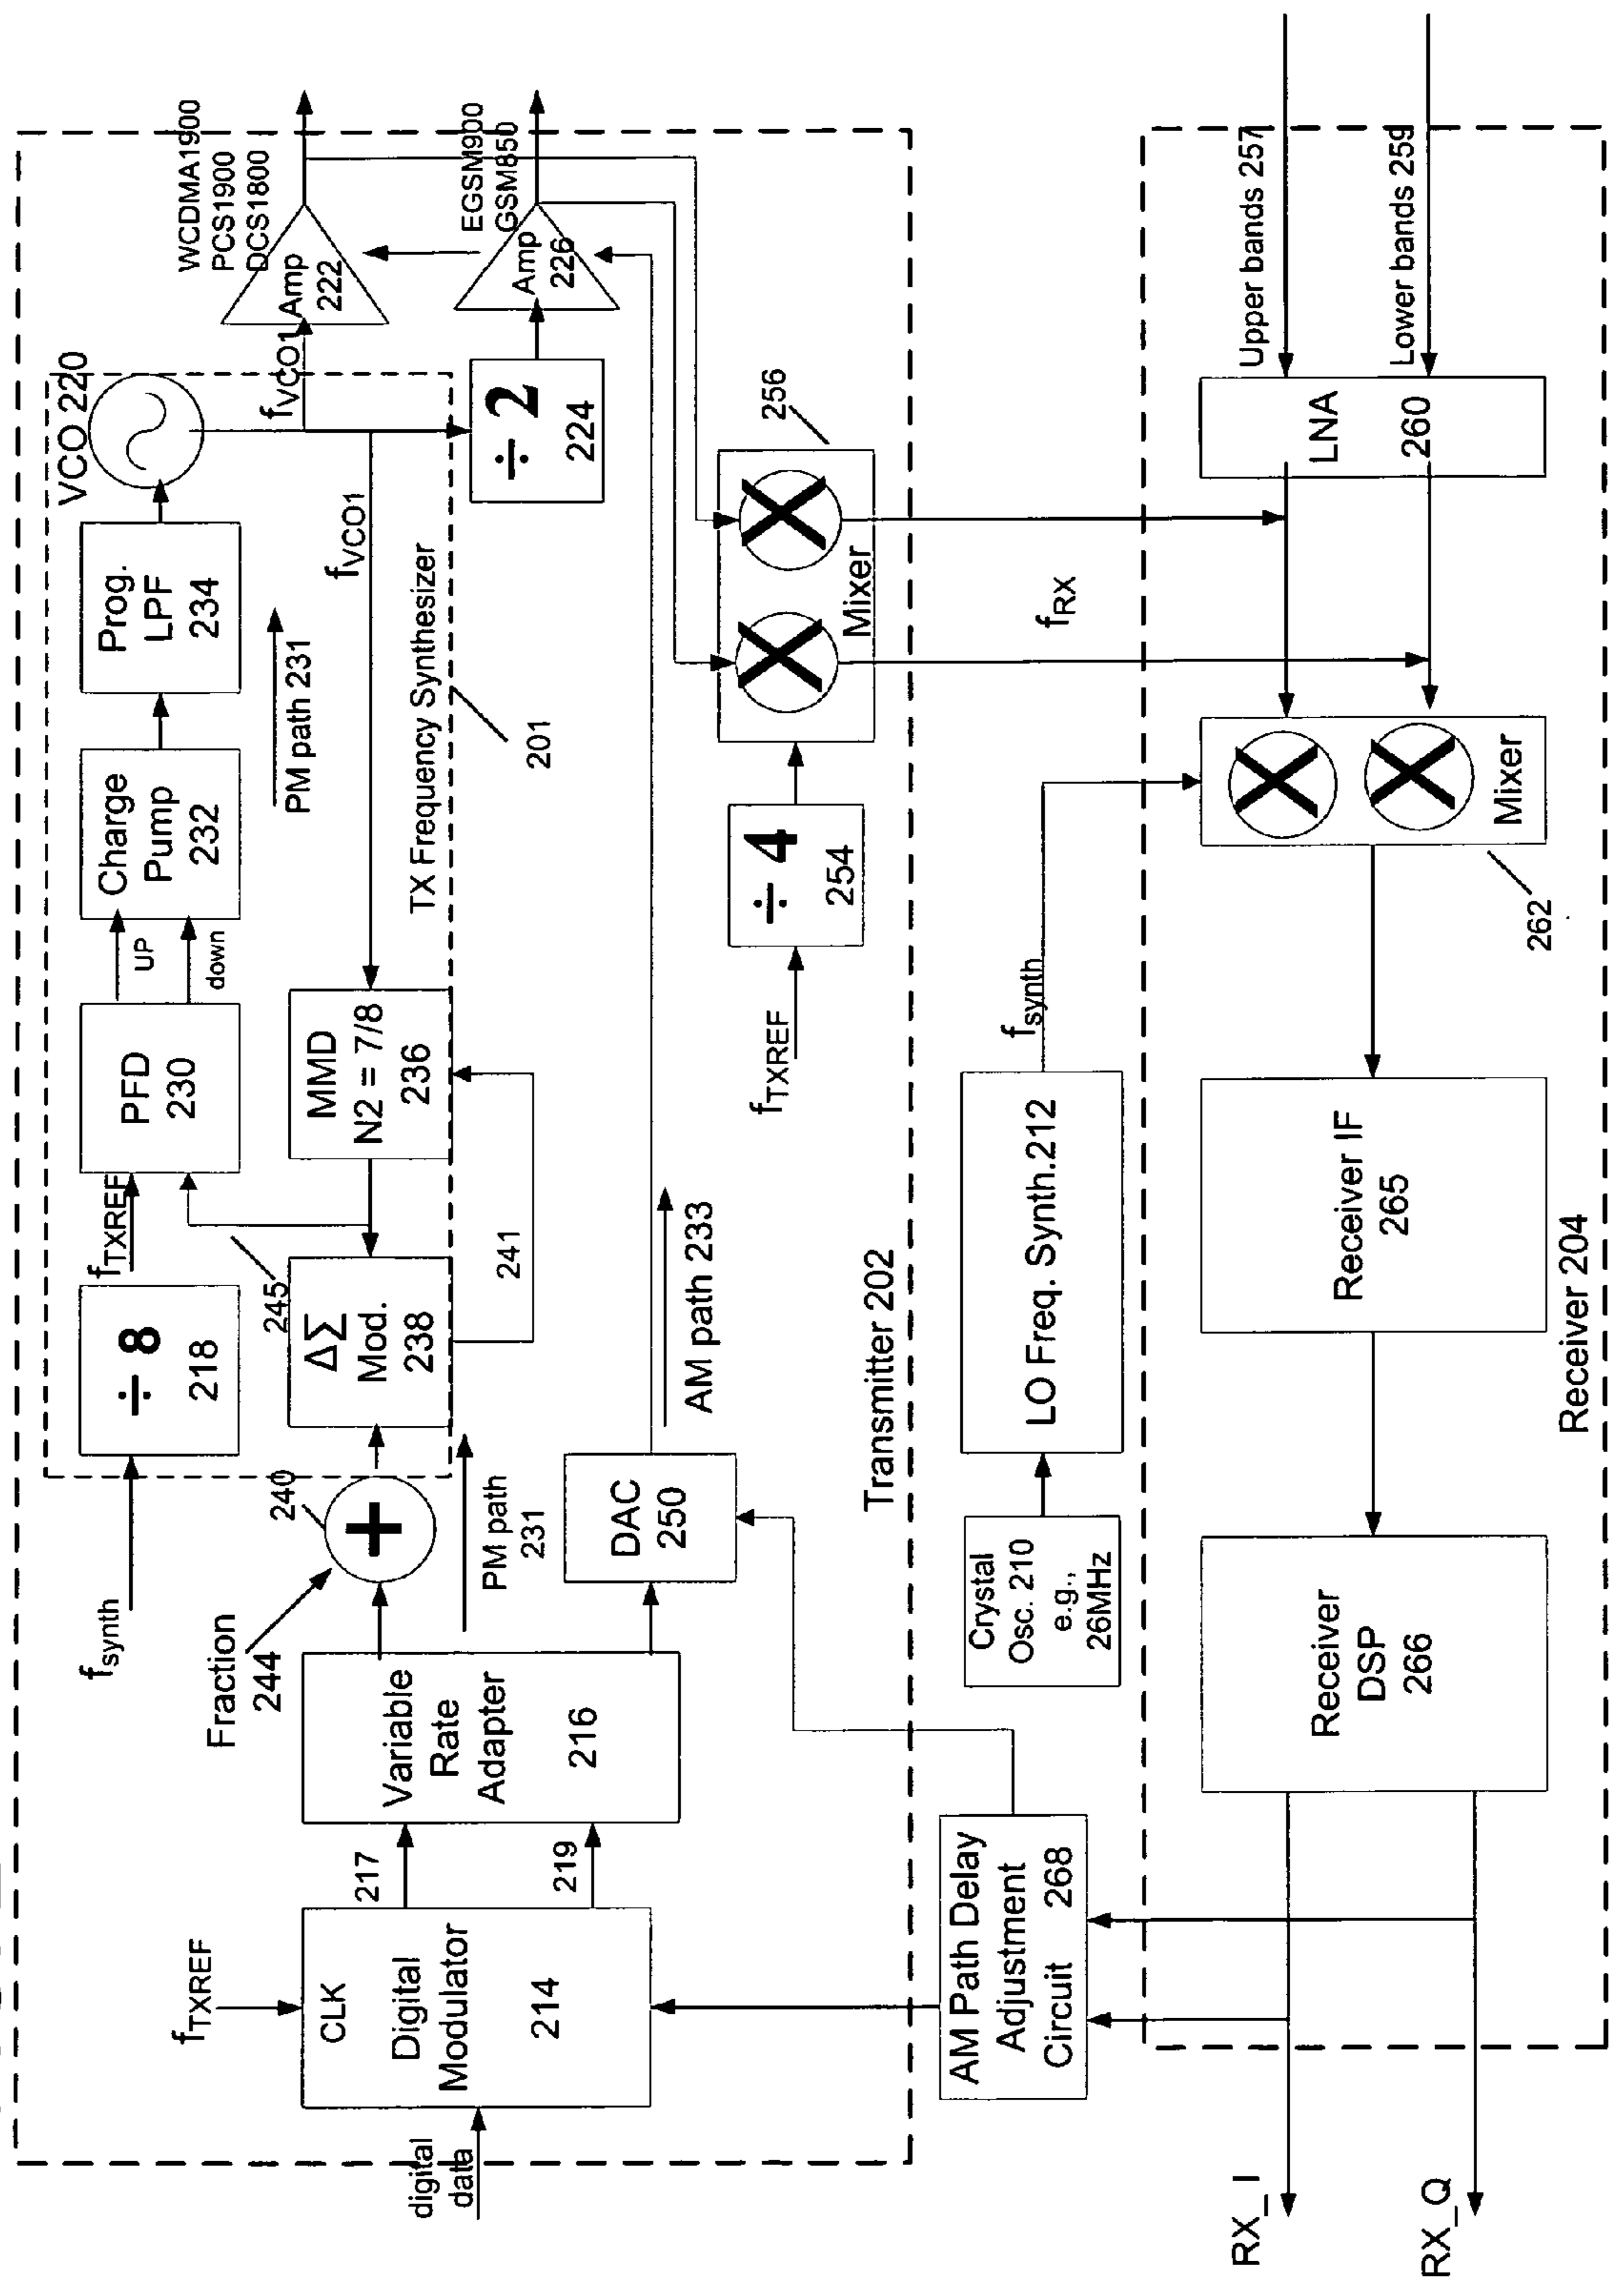 WCDMA1900
PCS1900
DCS1800
VCO 220
Prog.
LPF
234
Charge
Pump
232
UP
down
PFD
230
fTXREF
÷ 8
218
fsynth
fVCO1
Amp
222
EGSM900
GSM850
Amp
226
÷ 2
224
fVCO1
PM path 231
TX Frequency Synthesizer
201
MMD
N2 = 7/8
236
245
ΔΣ
Mod.
238
241
240
+
Fraction
244
PM path
231
Variable
Rate
Adapter
216
217
219
fTXREF
CLK
Digital
Modulator
214
digital
data
DAC
250
AM path 233
256
Mixer
÷ 4
254
fTXREF
Transmitter 202
fRX
fsynth
LO Freq. Synth.212
Crystal
Osc. 210
e.g.,
26MHz
AM Path Delay
Adjustment
Circuit 268
Upper bands 257
Lower bands 259
LNA
260
Mixer
262
Receiver IF
265
Receiver
DSP
266
Receiver 204
RX_I
RX_Q